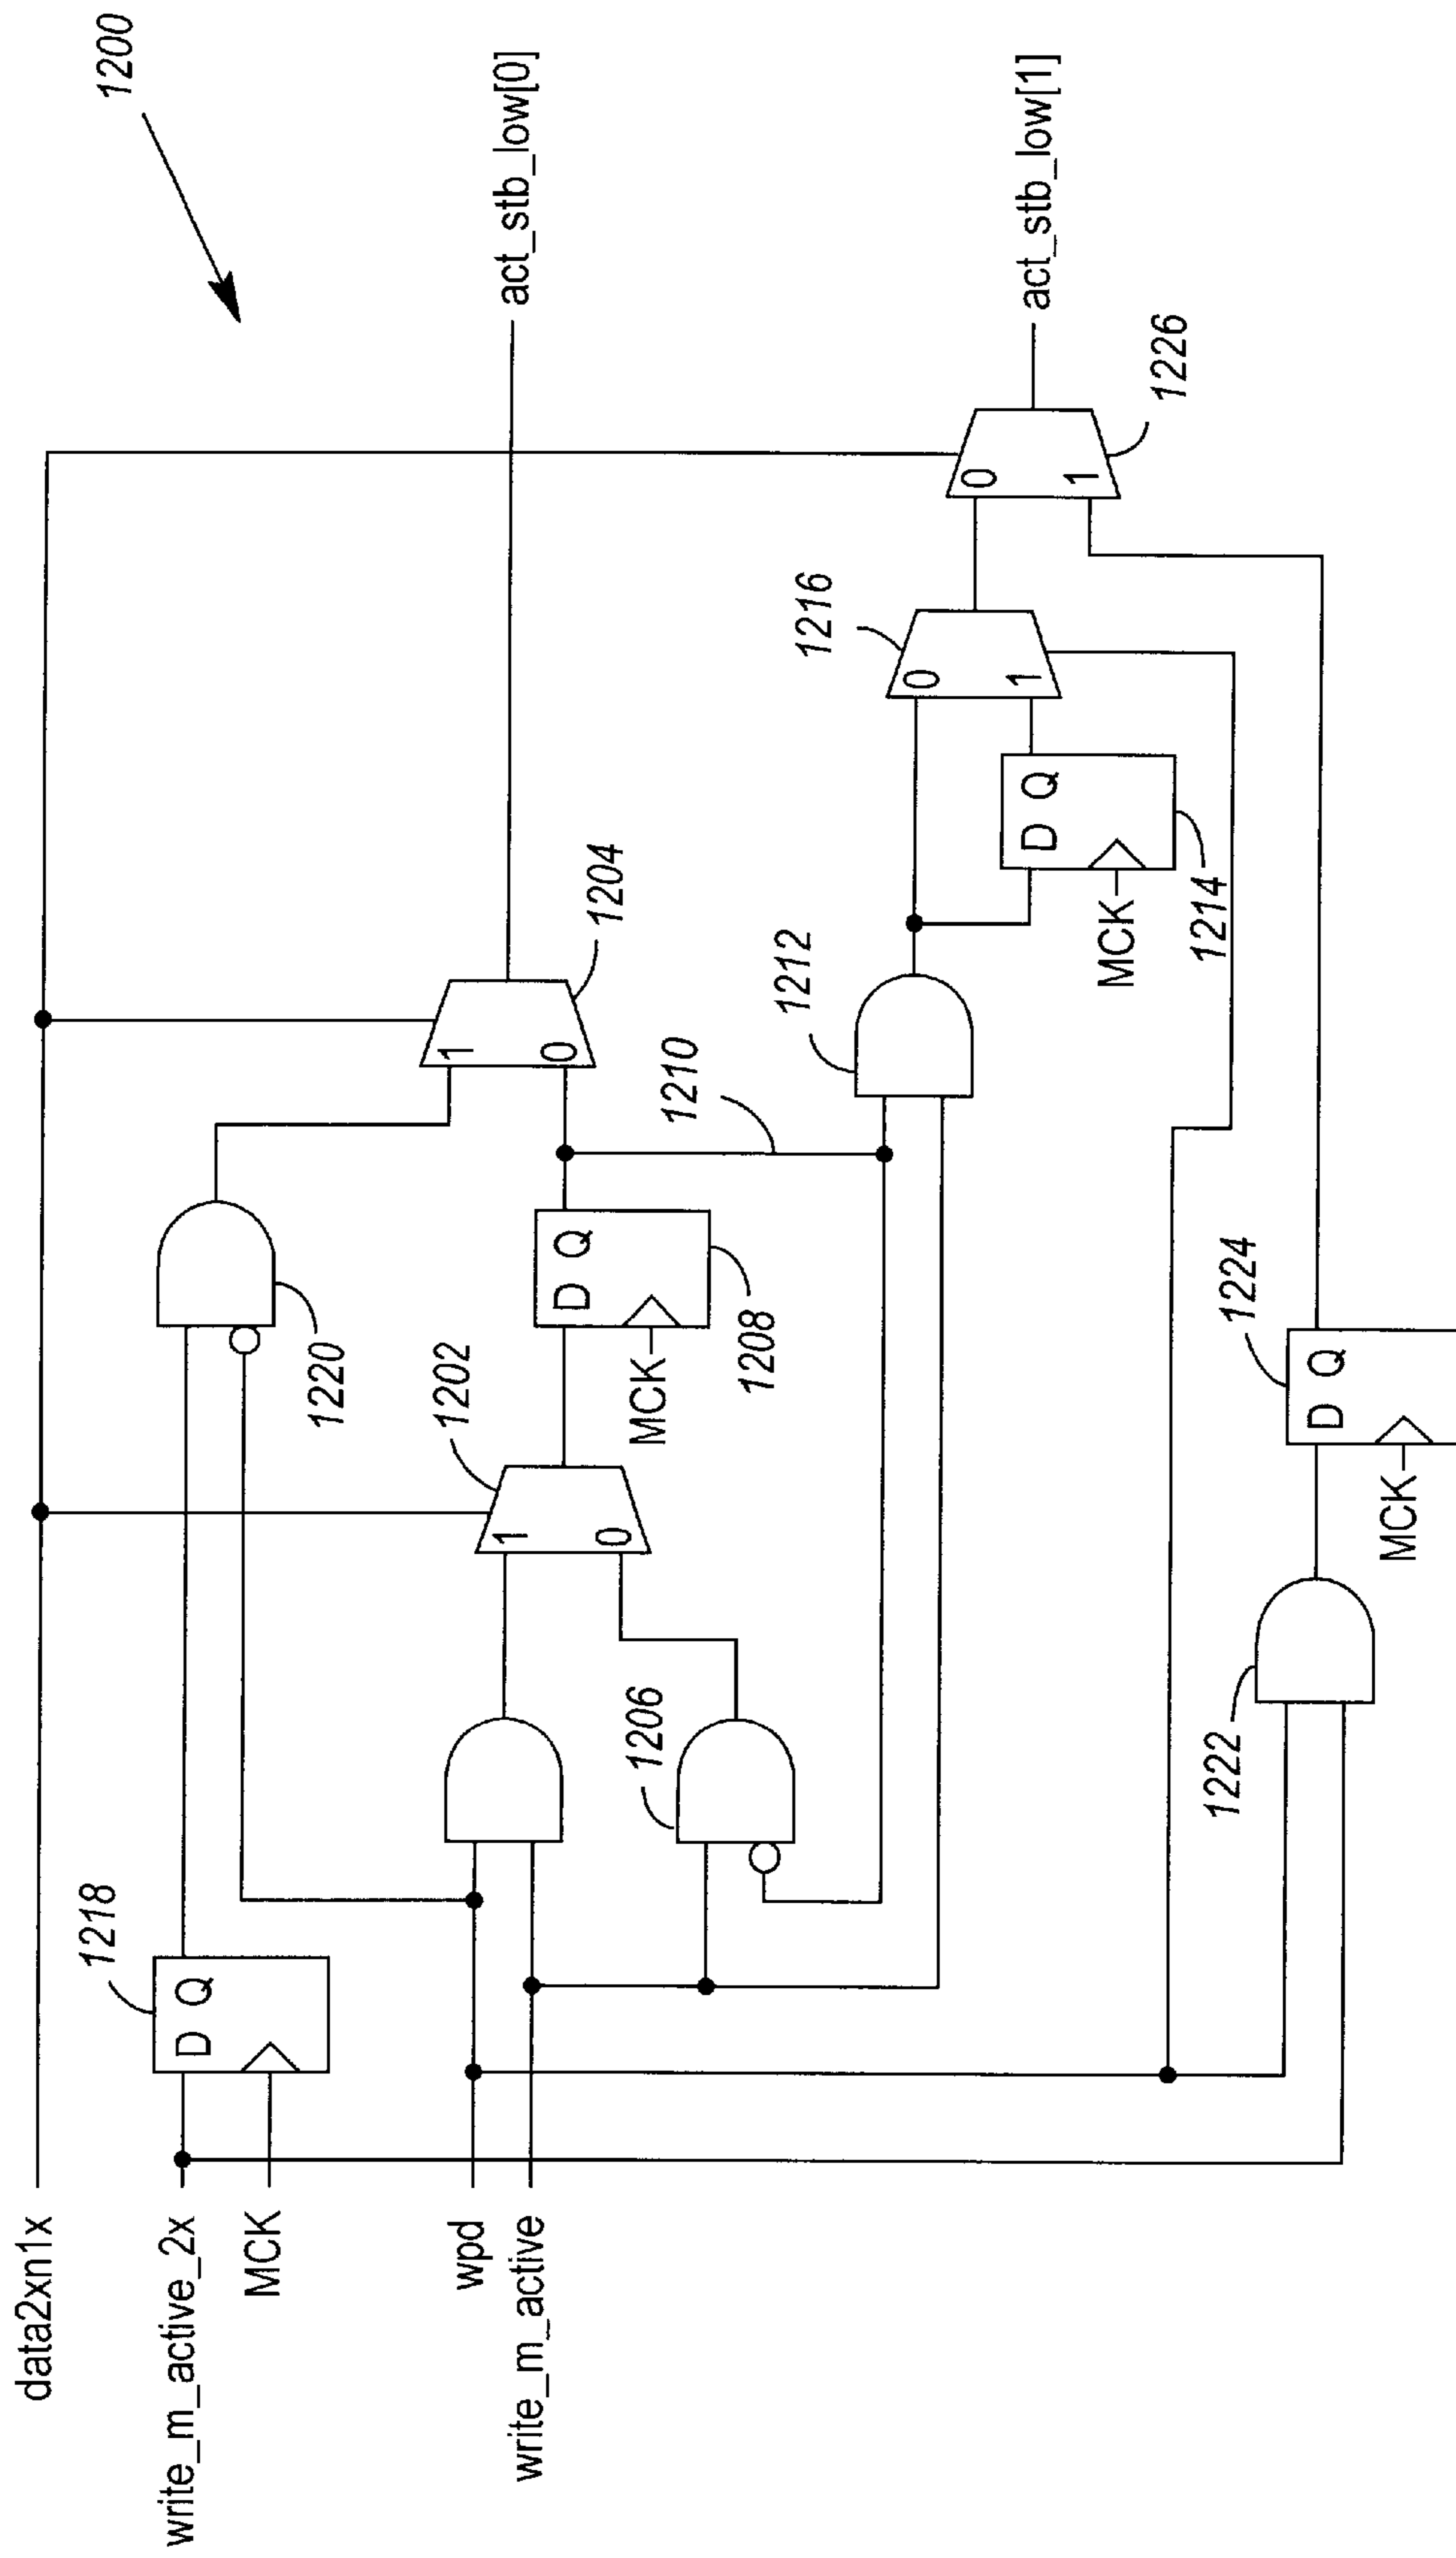 1200
data2xn1x
write_m_active_2x
MCK
wpd
write_m_active
1218
D Q
1220
1202
1 0
1206
D Q
MCK
1208
1204
1 0
1210
act_stb_low[0]
1212
D Q
MCK
1214
1216
0 1
1222
D Q
MCK
1224
0 1
1226
act_stb_low[1]